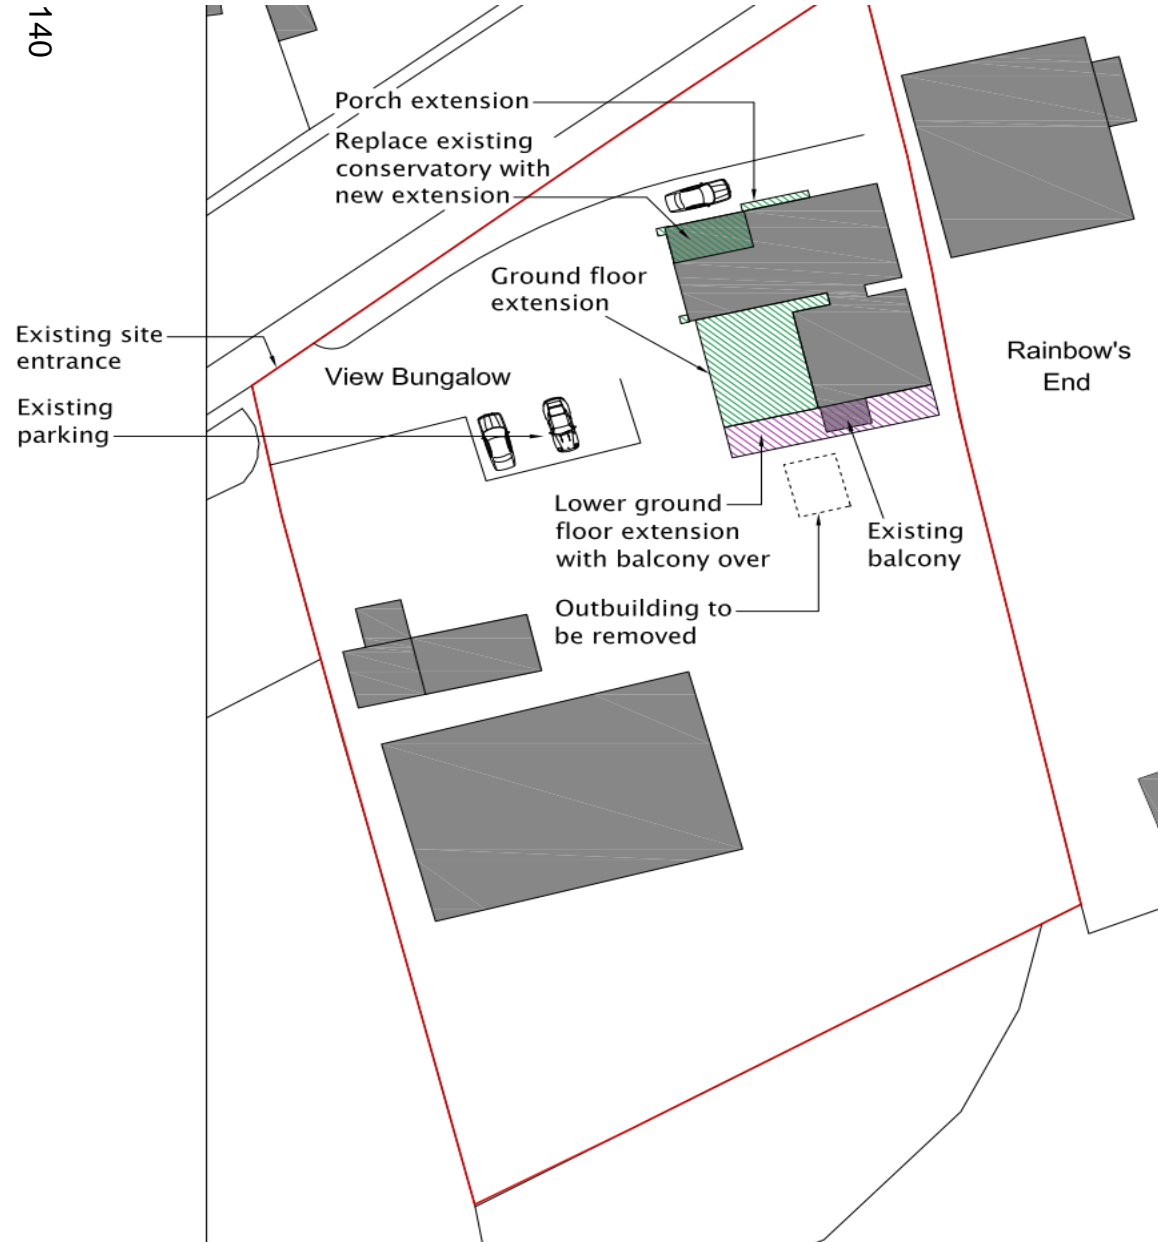 140
Porch extension
Replace existing
conservatory with
new extension
Ground floor
extension
Existing site
entrance
View Bungalow
Existing
parking
Rainbow's
End
Lower ground
floor extension
with balcony over
Existing
balcony
Outbuilding to
be removed